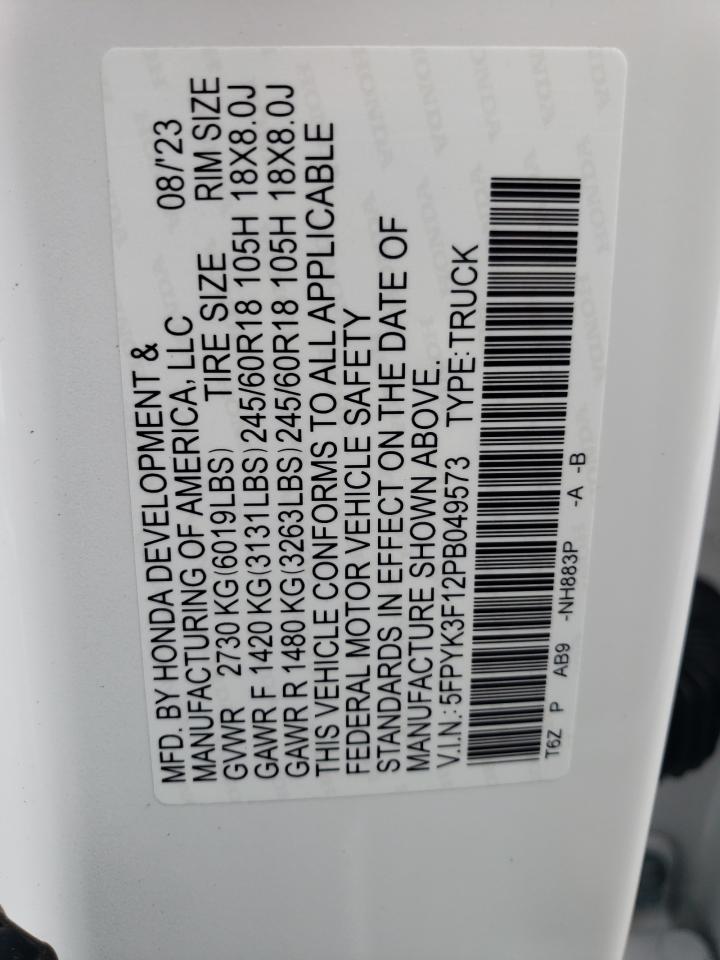 MFD. BY HONDA DEVELOPMENT &
MANUFACTURING OF AMERICA, LLC 08/'23
GVWR 2730 KG(6019LBS) TIRE SIZE RIM SIZE
GAWR F 1420 KG(3131LBS) 245/60R18 105H 18X8.0J
GAWR R 1480 KG(3263LBS) 245/60R18 105H 18X8.0J
THIS VEHICLE CONFORMS TO ALL APPLICABLE
FEDERAL MOTOR VEHICLE SAFETY
STANDARDS IN EFFECT ON THE DATE OF
MANUFACTURE SHOWN ABOVE.
V.I.N.:5FPYK3F12PB049573 TYPE:TRUCK
T6Z P AB9 -NH883P -A -B